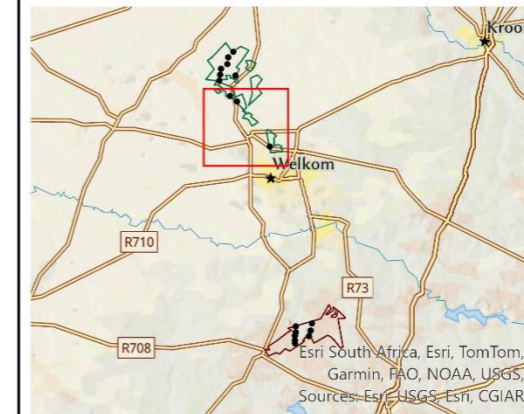 Kroo
Welkom
R710
R73
R708
Esri South Africa, Esri, TomTom,
Garmin, FAO, NOAA, USGS,
Sources: Esri, USGS, Esri, CGIAR